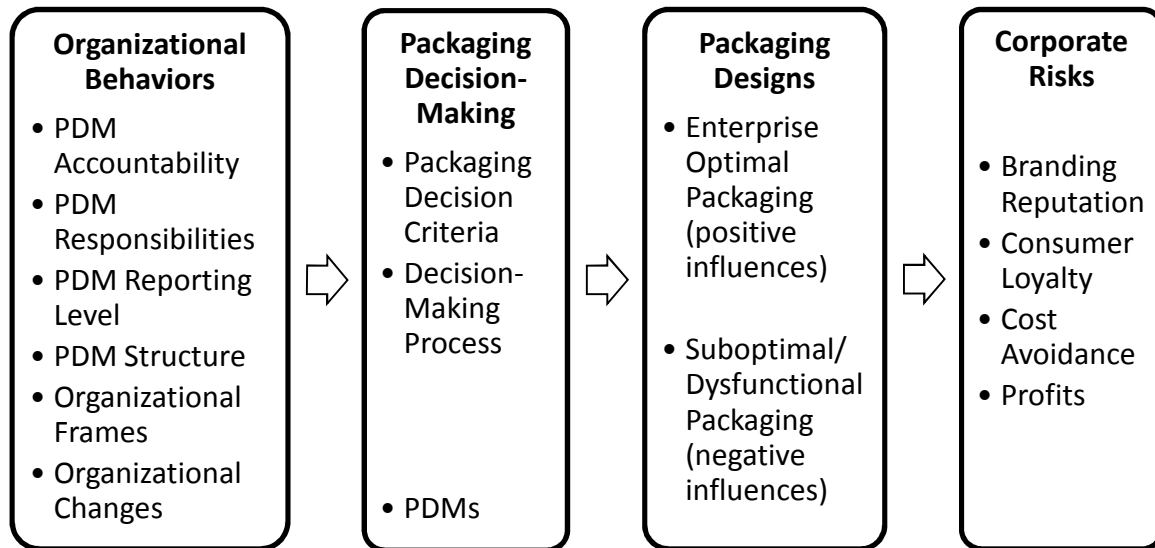 Organizational
Behaviors
• PDM
Accountability
• PDM
Responsibilities
• PDM Reporting
Level
• PDM Structure
• Organizational
Frames
• Organizational
Changes
Packaging
Decision-
Making
• Packaging
Decision
Criteria
• Decision-
Making
Process
• PDMs
Packaging
Designs
• Enterprise
Optimal
Packaging
(positive
influences)
• Suboptimal/
Dysfunctional
Packaging
(negative
influences)
Corporate
Risks
• Branding
Reputation
• Consumer
Loyalty
• Cost
Avoidance
• Profits